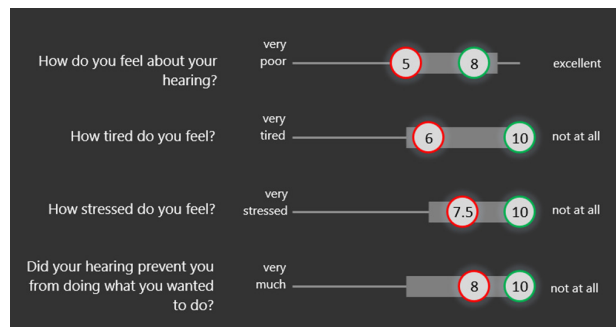 How do you feel about your
hearing?
very
poor
5
8
excellent
How tired do you feel?
very
tired
6
10
not at all
How stressed do you feel?
very
stressed
7.5
10
not at all
Did your hearing prevent you
from doing what you wanted
to do?
very
much
8
10
not at all